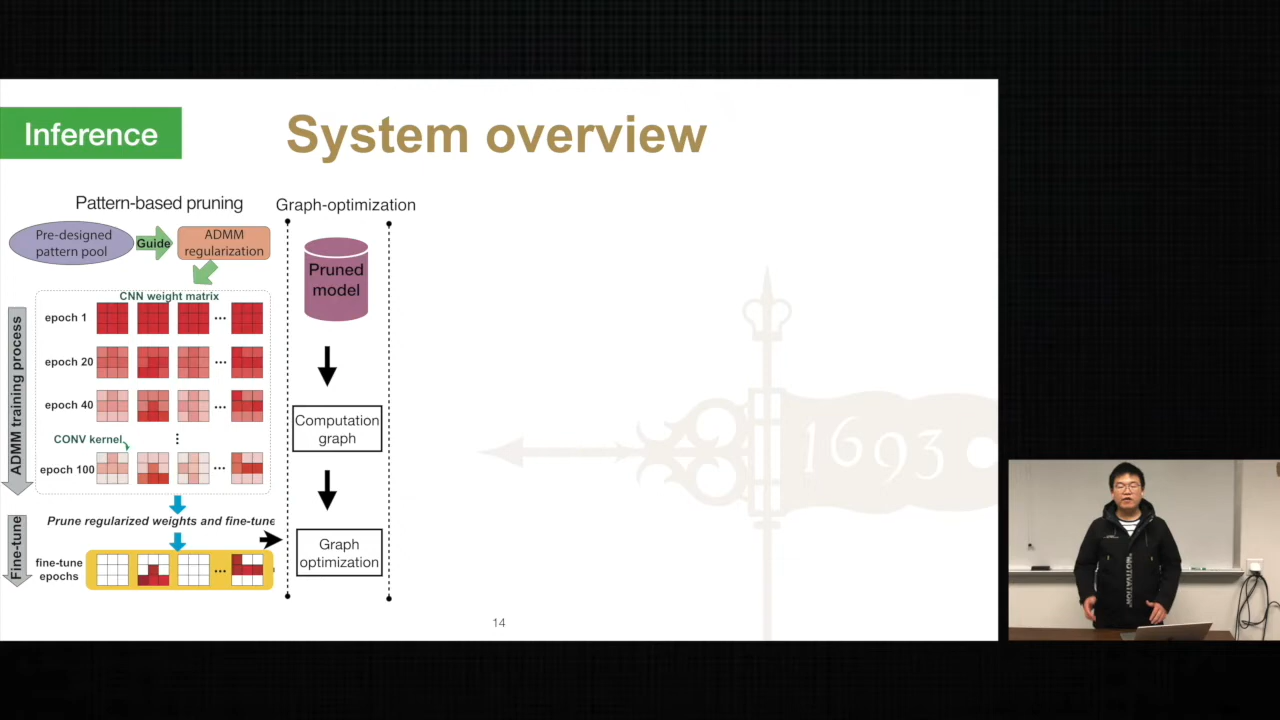 Inference
System overview
Pattern-based pruning
Graph-optimization
Pre-designed
pattern pool
Guide
ADMM
regularization
Pruned
model
CNN weight matrix
epoch 1
epoch 20
epoch 40
CONV kernel
epoch 100
ADMM training process
Computation
graph
Prune regularized weights and fine-tune
Fine-tune
fine-tune
epochs
Graph
optimization
1693
14
"MOTIVATION"